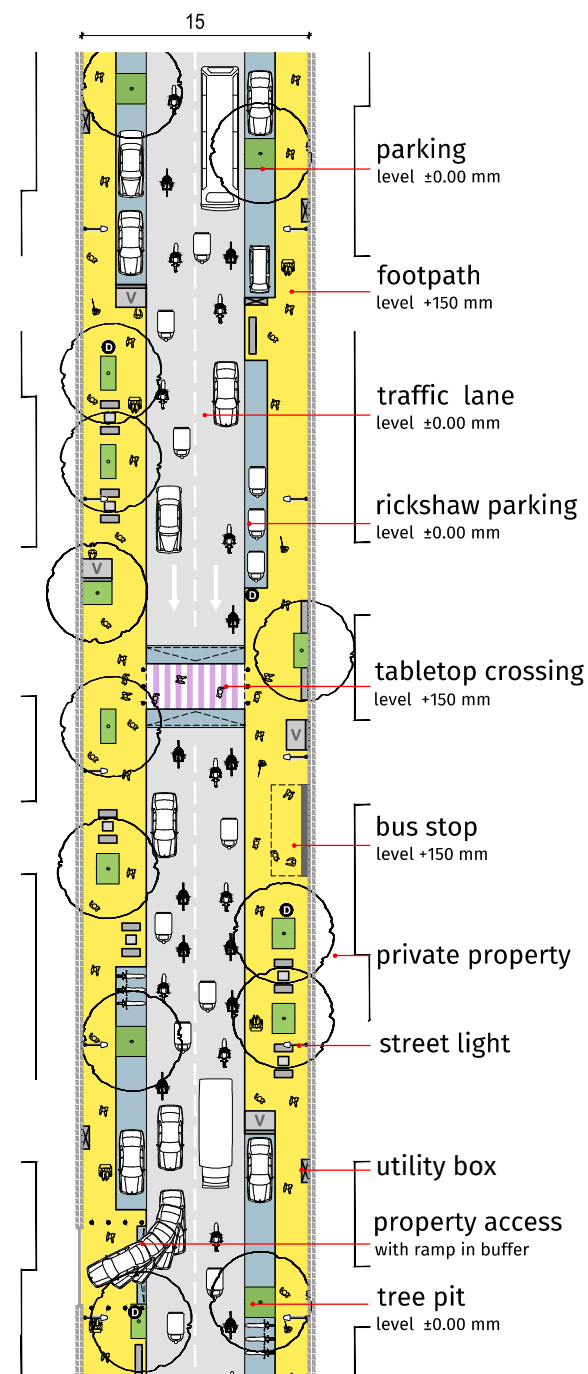 15
parking
level ±0.00 mm
footpath
level +150 mm
V
D
traffic lane
level ±0.00 mm
rickshaw parking
level ±0.00 mm
V
D
tabletop crossing
level +150 mm
V
bus stop
level +150 mm
D
private property
street light
V
utility box
property access
with ramp in buffer
tree pit
level ±0.00 mm
D